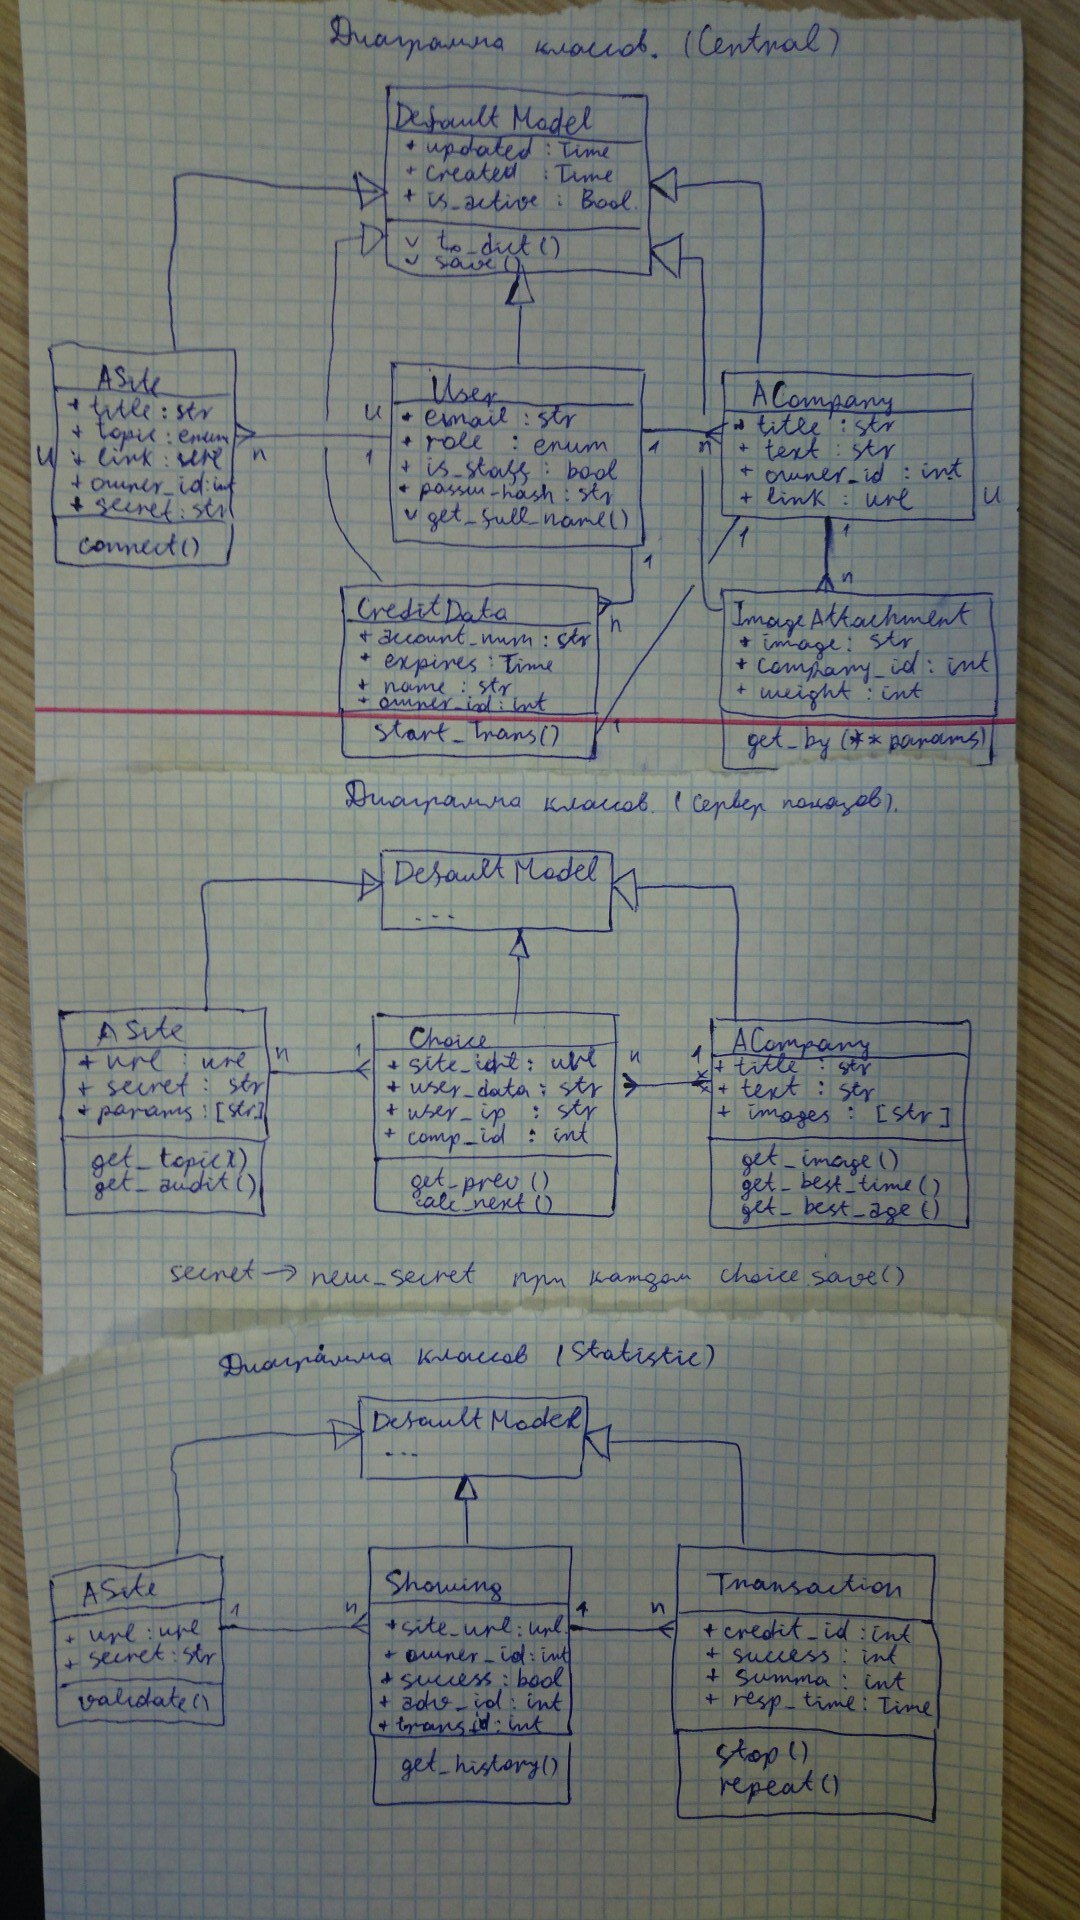 Диаграмма классов. (Central)
Default Model
+ updated : Time
+ created : Time
+ is_active : Bool.
v to_dict()
v save()
ASite
+ title : str
+ topic : enum
+ link : url
+ owner_id : int
+ secret : str
connect()
U
n
1
U
User
+ email : str
+ role : enum
+ is_staff : bool
+ passw-hash : str
v get_full_name()
1
n
ACompany
+ title : str
+ text : str
+ owner_id : int
+ link : url
U
1
1
n
1
n
CreditData
+ account_num : str
+ expires : Time
+ name : str
+ owner_id : int
start_Trans()
1
ImageAttachment
+ image : str
+ company_id : int
+ weight : int
get_by (** params)
Диаграмма классов. (Сервер показов).
Default Model
...
ASite
+ url : url
+ secret : str
+ params : [str]
get_topic()
get_audit()
n
1
Choice
+ user_data : str
+ user_ip : str
+ comp_id : int
get_prev()
calc_next()
n
1
ACompany
+ title : str
+ text : str
+ images : [str]
get_image()
get_best_time()
get_best_age()
secret → new_secret при каждом choice save()
Диаграмма классов (Statistic)
Default Model
...
ASite
+ url : url
+ secret : str
validate()
1
n
Showing
+ site_url : url.
+ owner_id : int
+ success : bool
+ adv_id : int
+ trans_id : int
get_history()
1
n
Transaction
+ credit_id : int
+ success : int
+ summa : int
+ resp_time : Time
stop()
repeat()